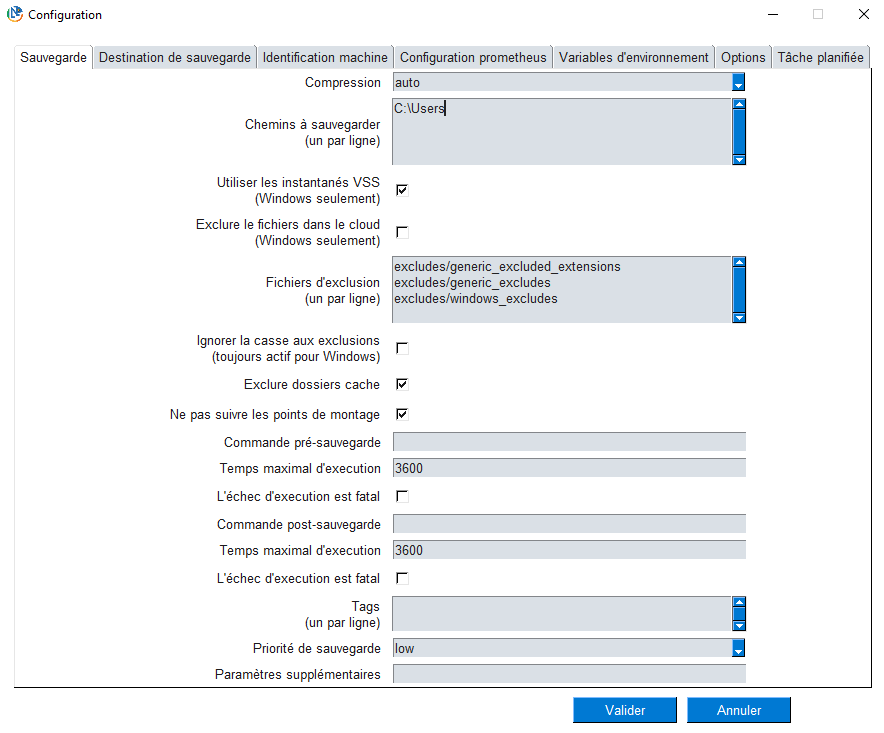 Configuration
Sauvegarde Destination de sauvegarde Identification machine Configuration prometheus Variables d'environnement Options Tâche planifiée
Compression auto
Chemins à sauvegarder
(un par ligne)
C:\Users
Utiliser les instantanés VSS
(Windows seulement)
Exclure le fichiers dans le cloud
(Windows seulement)
Fichiers d'exclusion
(un par ligne)
excludes/generic_excluded_extensions
excludes/generic_excludes
excludes/windows_excludes
Ignorer la casse aux exclusions
(toujours actif pour Windows)
Exclure dossiers cache
Ne pas suivre les points de montage
Commande pré-sauvegarde
Temps maximal d'execution 3600
L'échec d'execution est fatal
Commande post-sauvegarde
Temps maximal d'execution 3600
L'échec d'execution est fatal
Tags
(un par ligne)
Priorité de sauvegarde low
Paramètres supplémentaires
Valider Annuler